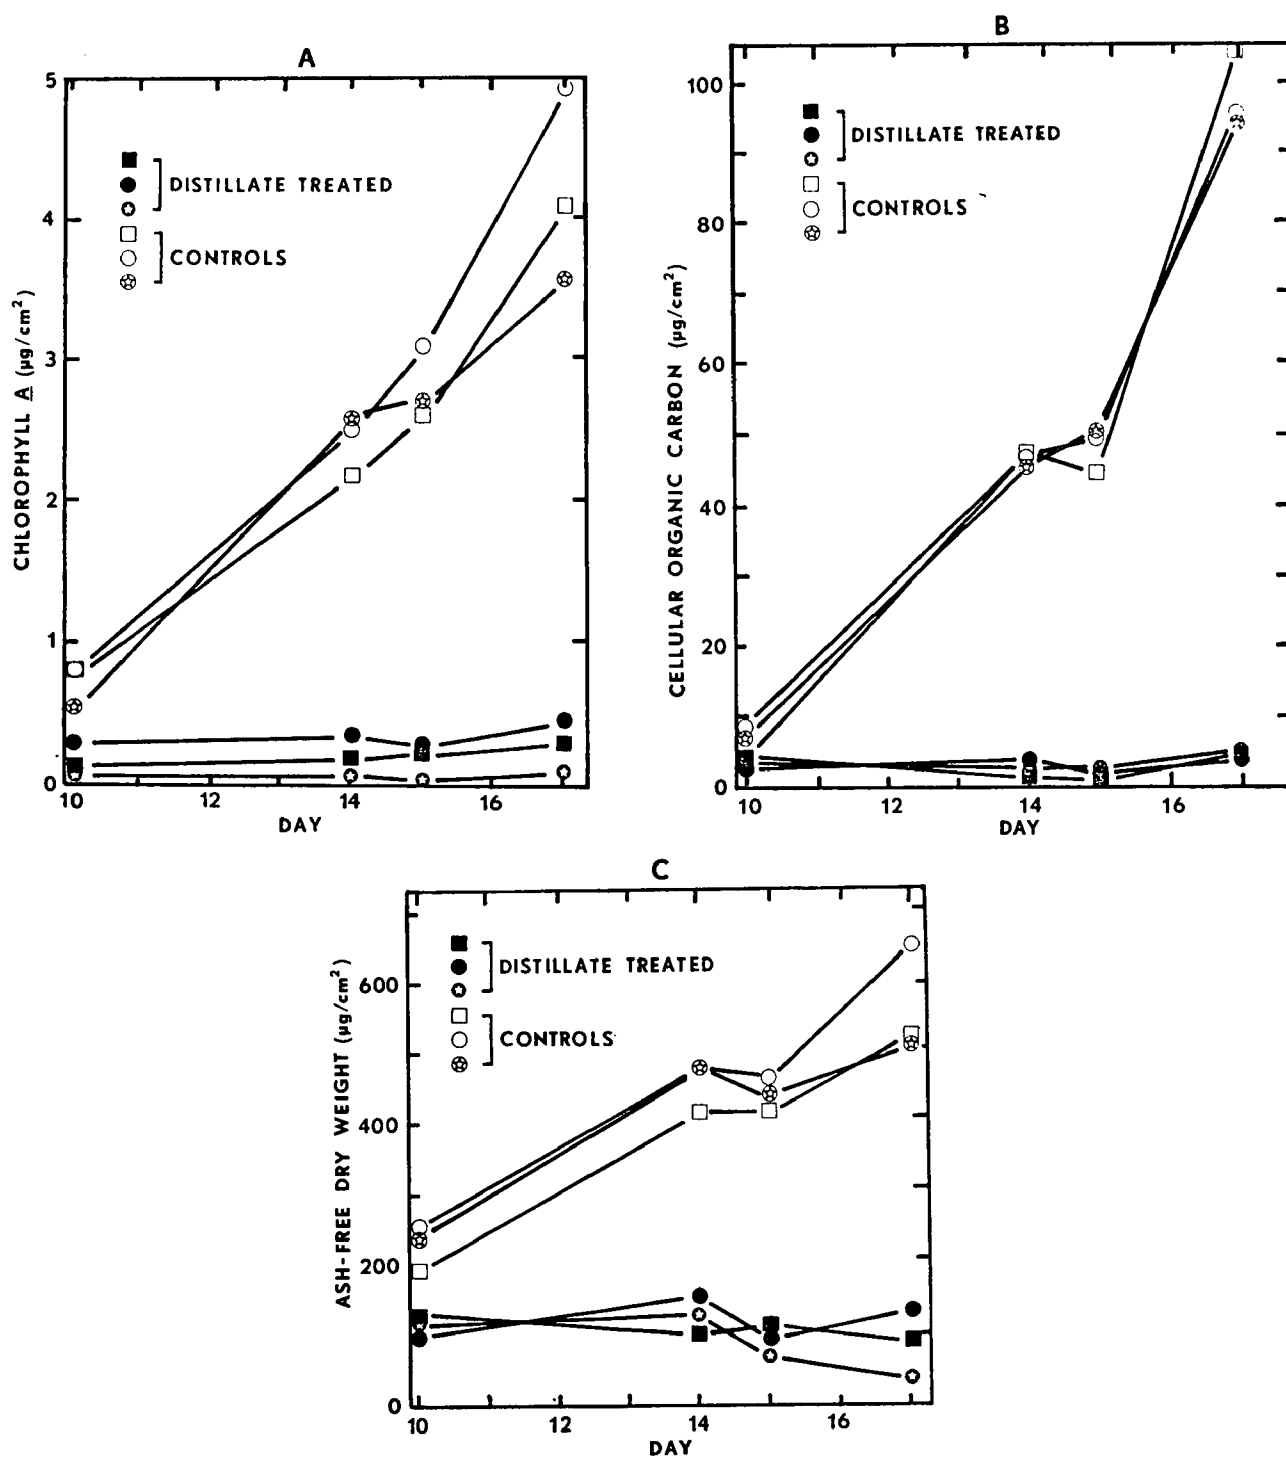 A
5
4
3
2
1
0
CHLOROPHYLL A (µg/cm²)
DISTILLATE TREATED
CONTROLS
10 12 14 16
DAY
B
100
80
60
40
20
0
CELLULAR ORGANIC CARBON (µg/cm²)
DISTILLATE TREATED
CONTROLS
10 12 14 16
DAY
C
600
400
200
0
ASH-FREE DRY WEIGHT (µg/cm²)
DISTILLATE TREATED
CONTROLS
10 12 14 16
DAY